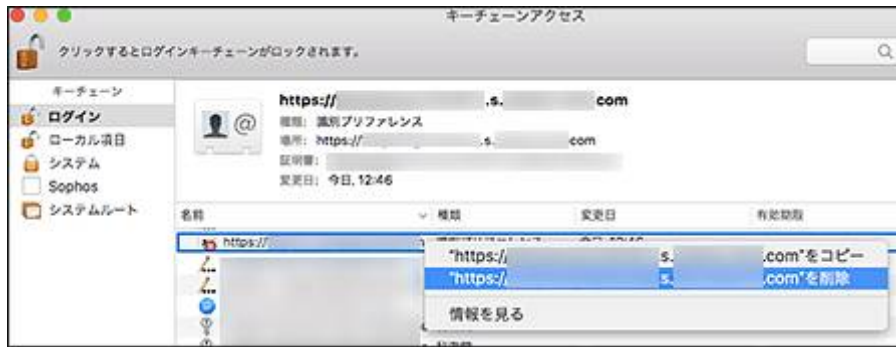 キーチェーンアクセス
クリックするとログインキーチェーンがロックされます。
キーチェーン
ログイン
ローカル項目
システム
Sophos
システムルート
https:// .s. com
種類: 識別プリファレンス
場所: https:// .s. com
証明書:
変更日: 今日, 12:46
名前 種類 変更日 有効期限
https://
"https:/ s. .com"をコピー
"https:/ s. .com"を削除
情報を見る